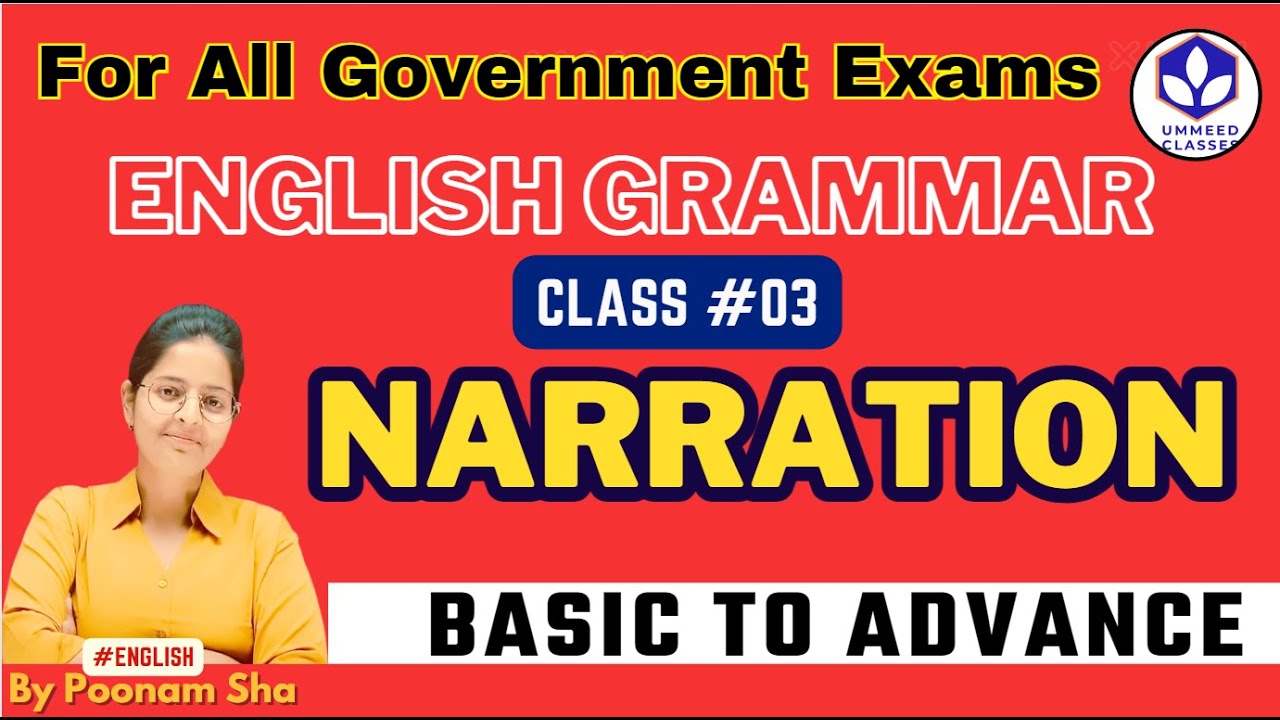 For All Government Exams
UMMEED
CLASSES
ENGLISH GRAMMAR
CLASS #03
NARRATION
BASIC TO ADVANCE
#ENGLISH
By Poonam Sha